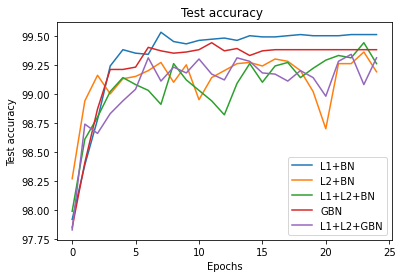 Test accuracy
99.50
99.25
99.00
98.75
98.50
98.25
98.00
97.75
Test accuracy
0 5 10 15 20 25
Epochs
L1+BN
L2+BN
L1+L2+BN
GBN
L1+L2+GBN